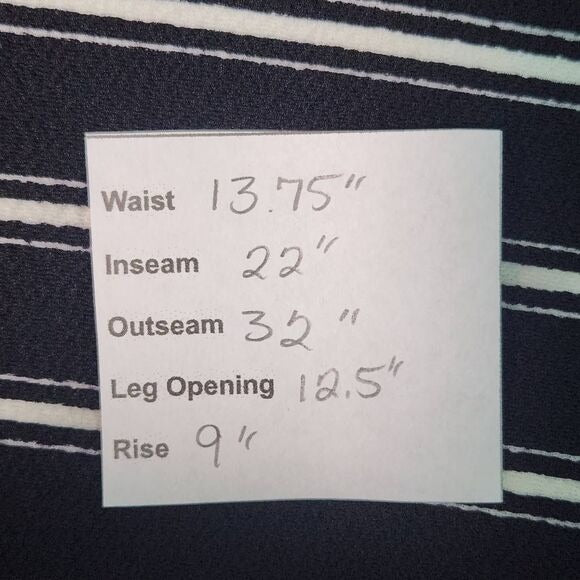 Waist 13.75"
Inseam 22"
Outseam 32"
Leg Opening 12.5"
Rise 9"